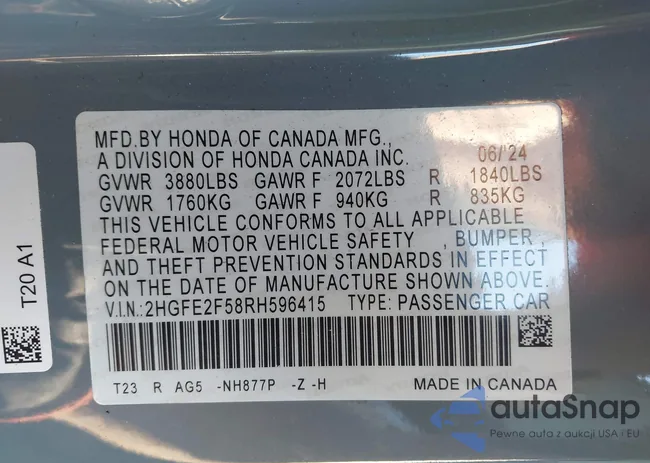 MFD.BY HONDA OF CANADA MFG.,
A DIVISION OF HONDA CANADA INC. 06/'24
GVWR 3880LBS GAWR F 2072LBS R 1840LBS
GVWR 1760KG GAWR F 940KG R 835KG
THIS VEHICLE CONFORMS TO ALL APPLICABLE
FEDERAL MOTOR VEHICLE SAFETY , BUMPER ,
AND THEFT PREVENTION STANDARDS IN EFFECT
ON THE DATE OF MANUFACTURE SHOWN ABOVE.
V.I.N.:2HGFE2F58RH596415 TYPE: PASSENGER CAR
T23 R AG5 -NH877P -Z -H MADE IN CANADA
T20 A1
autaSnap
Pewne auta z aukcji USA i EU